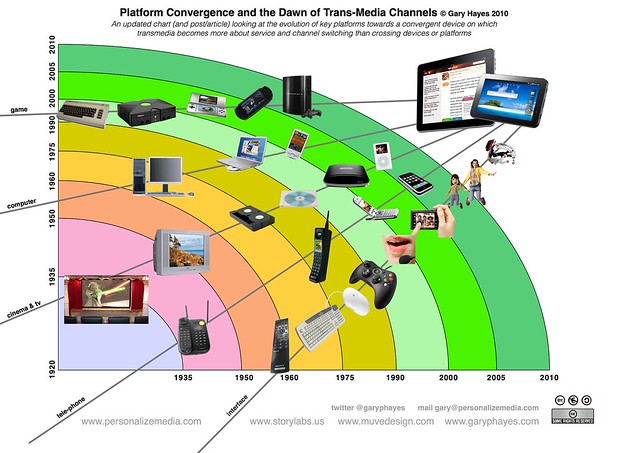 Platform Convergence and the Dawn of Trans-Media Channels © Gary Hayes 2010
An updated chart (and post/article) looking at the evolution of key platforms towards a convergent device on which
transmedia becomes more about service and channel switching than crossing devices or platforms
2010
2005
2000
1990
1975
1960
1950
1935
1920
game
computer
cinema & tv
tele-phone
interface
1935
1950
1960
1975
1990
2000
2005
2010
twitter @garyphayes mail gary@personalizemedia.com
www.personalizemedia.com www.storylabs.us www.muvedesign.com www.garyphayes.com
SOME RIGHTS RESERVED